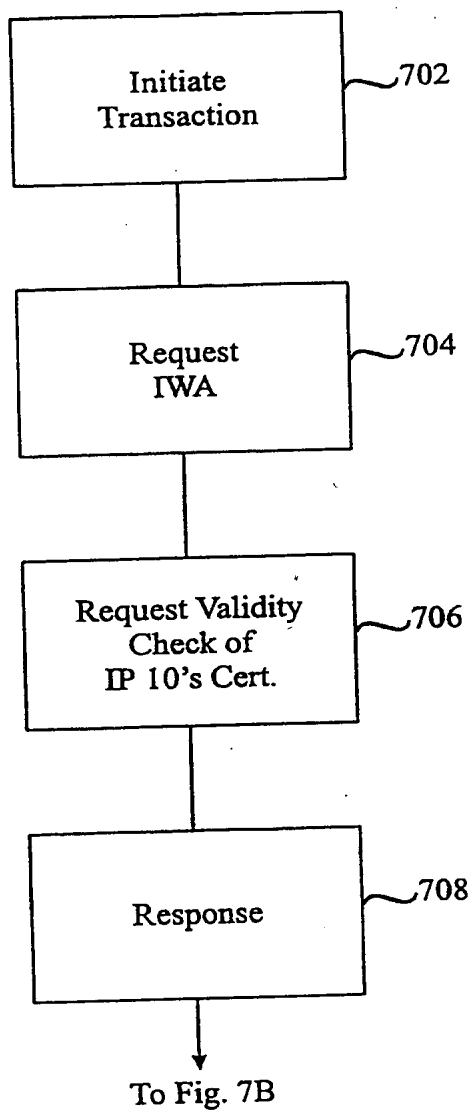 Initiate
Transaction
702
Request
IWA
704
Request Validity
Check of
IP 10's Cert.
706
Response
708
To Fig. 7B